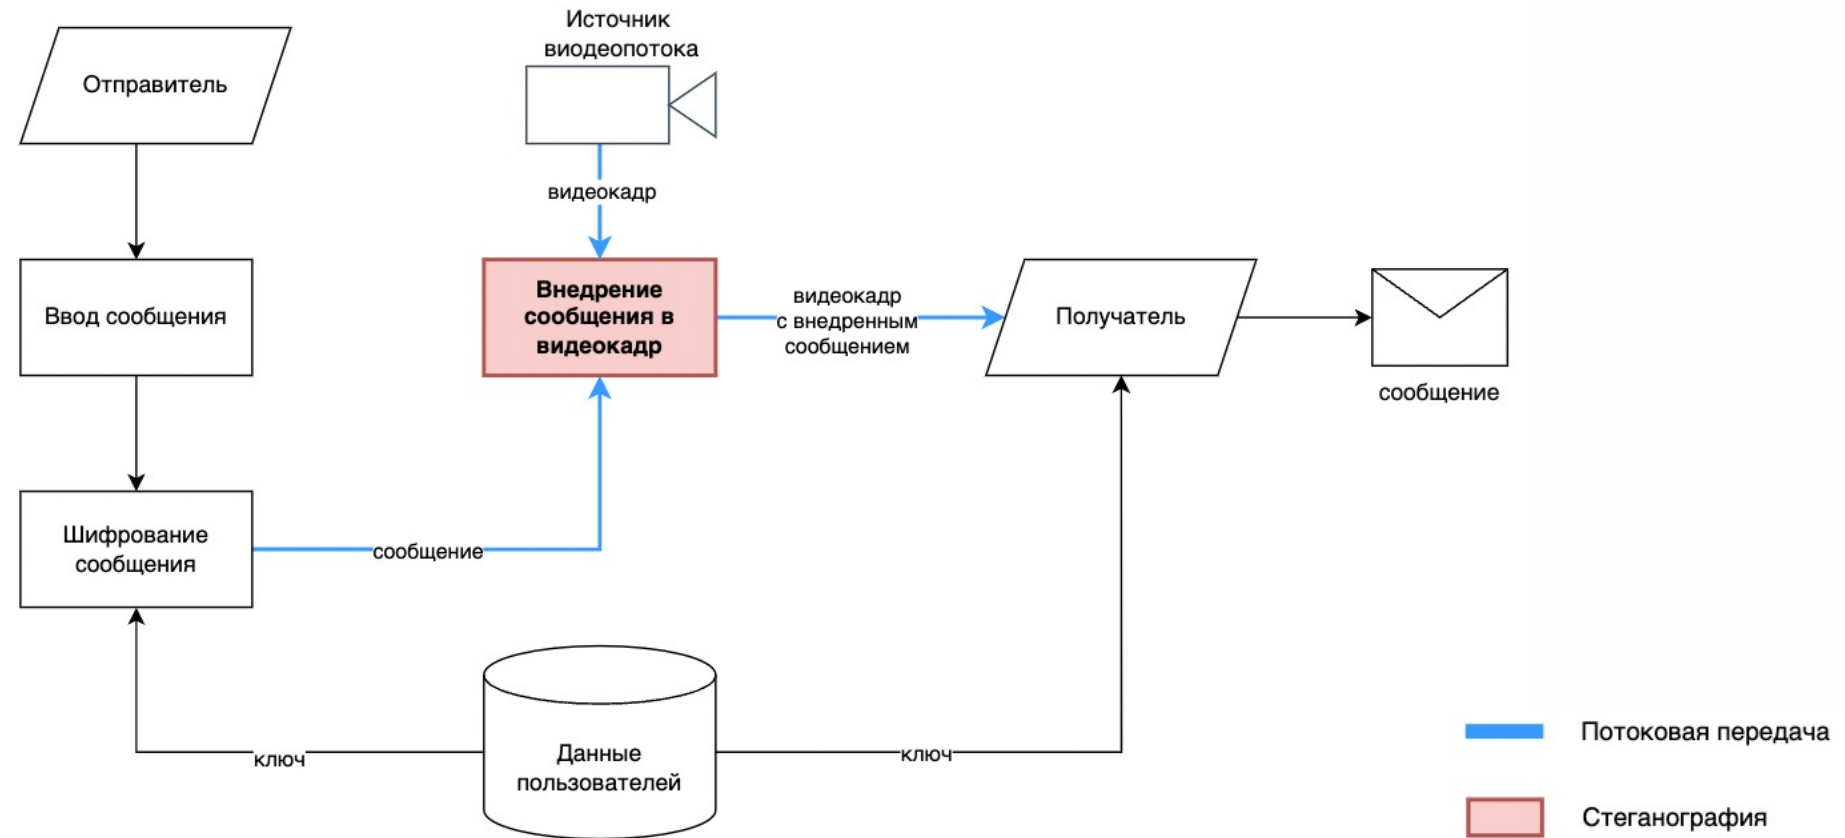 Отправитель
Источник
виодеопотока
видеокадр
Ввод сообщения
Внедрение
сообщения в
видеокадр
видеокадр
с внедренным
сообщением
Получатель
сообщение
Шифрование
сообщения
сообщение
ключ
Данные
пользователей
ключ
Потоковая передача
Стеганография